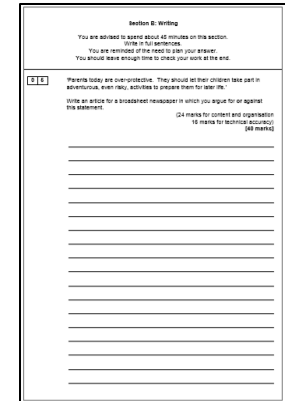 Section B: Writing
You are advised to spend about 45 minutes on this section.
Write in full sentences.
You are reminded of the need to plan your answer.
You should leave enough time to check your work at the end.
0 5
'Parents today are over-protective. They should let their children take part in
adventurous, even risky, activities to prepare them for later life.'
Write an article for a broadsheet newspaper in which you argue for or against
this statement.
(24 marks for content and organisation
16 marks for technical accuracy)
[40 marks]